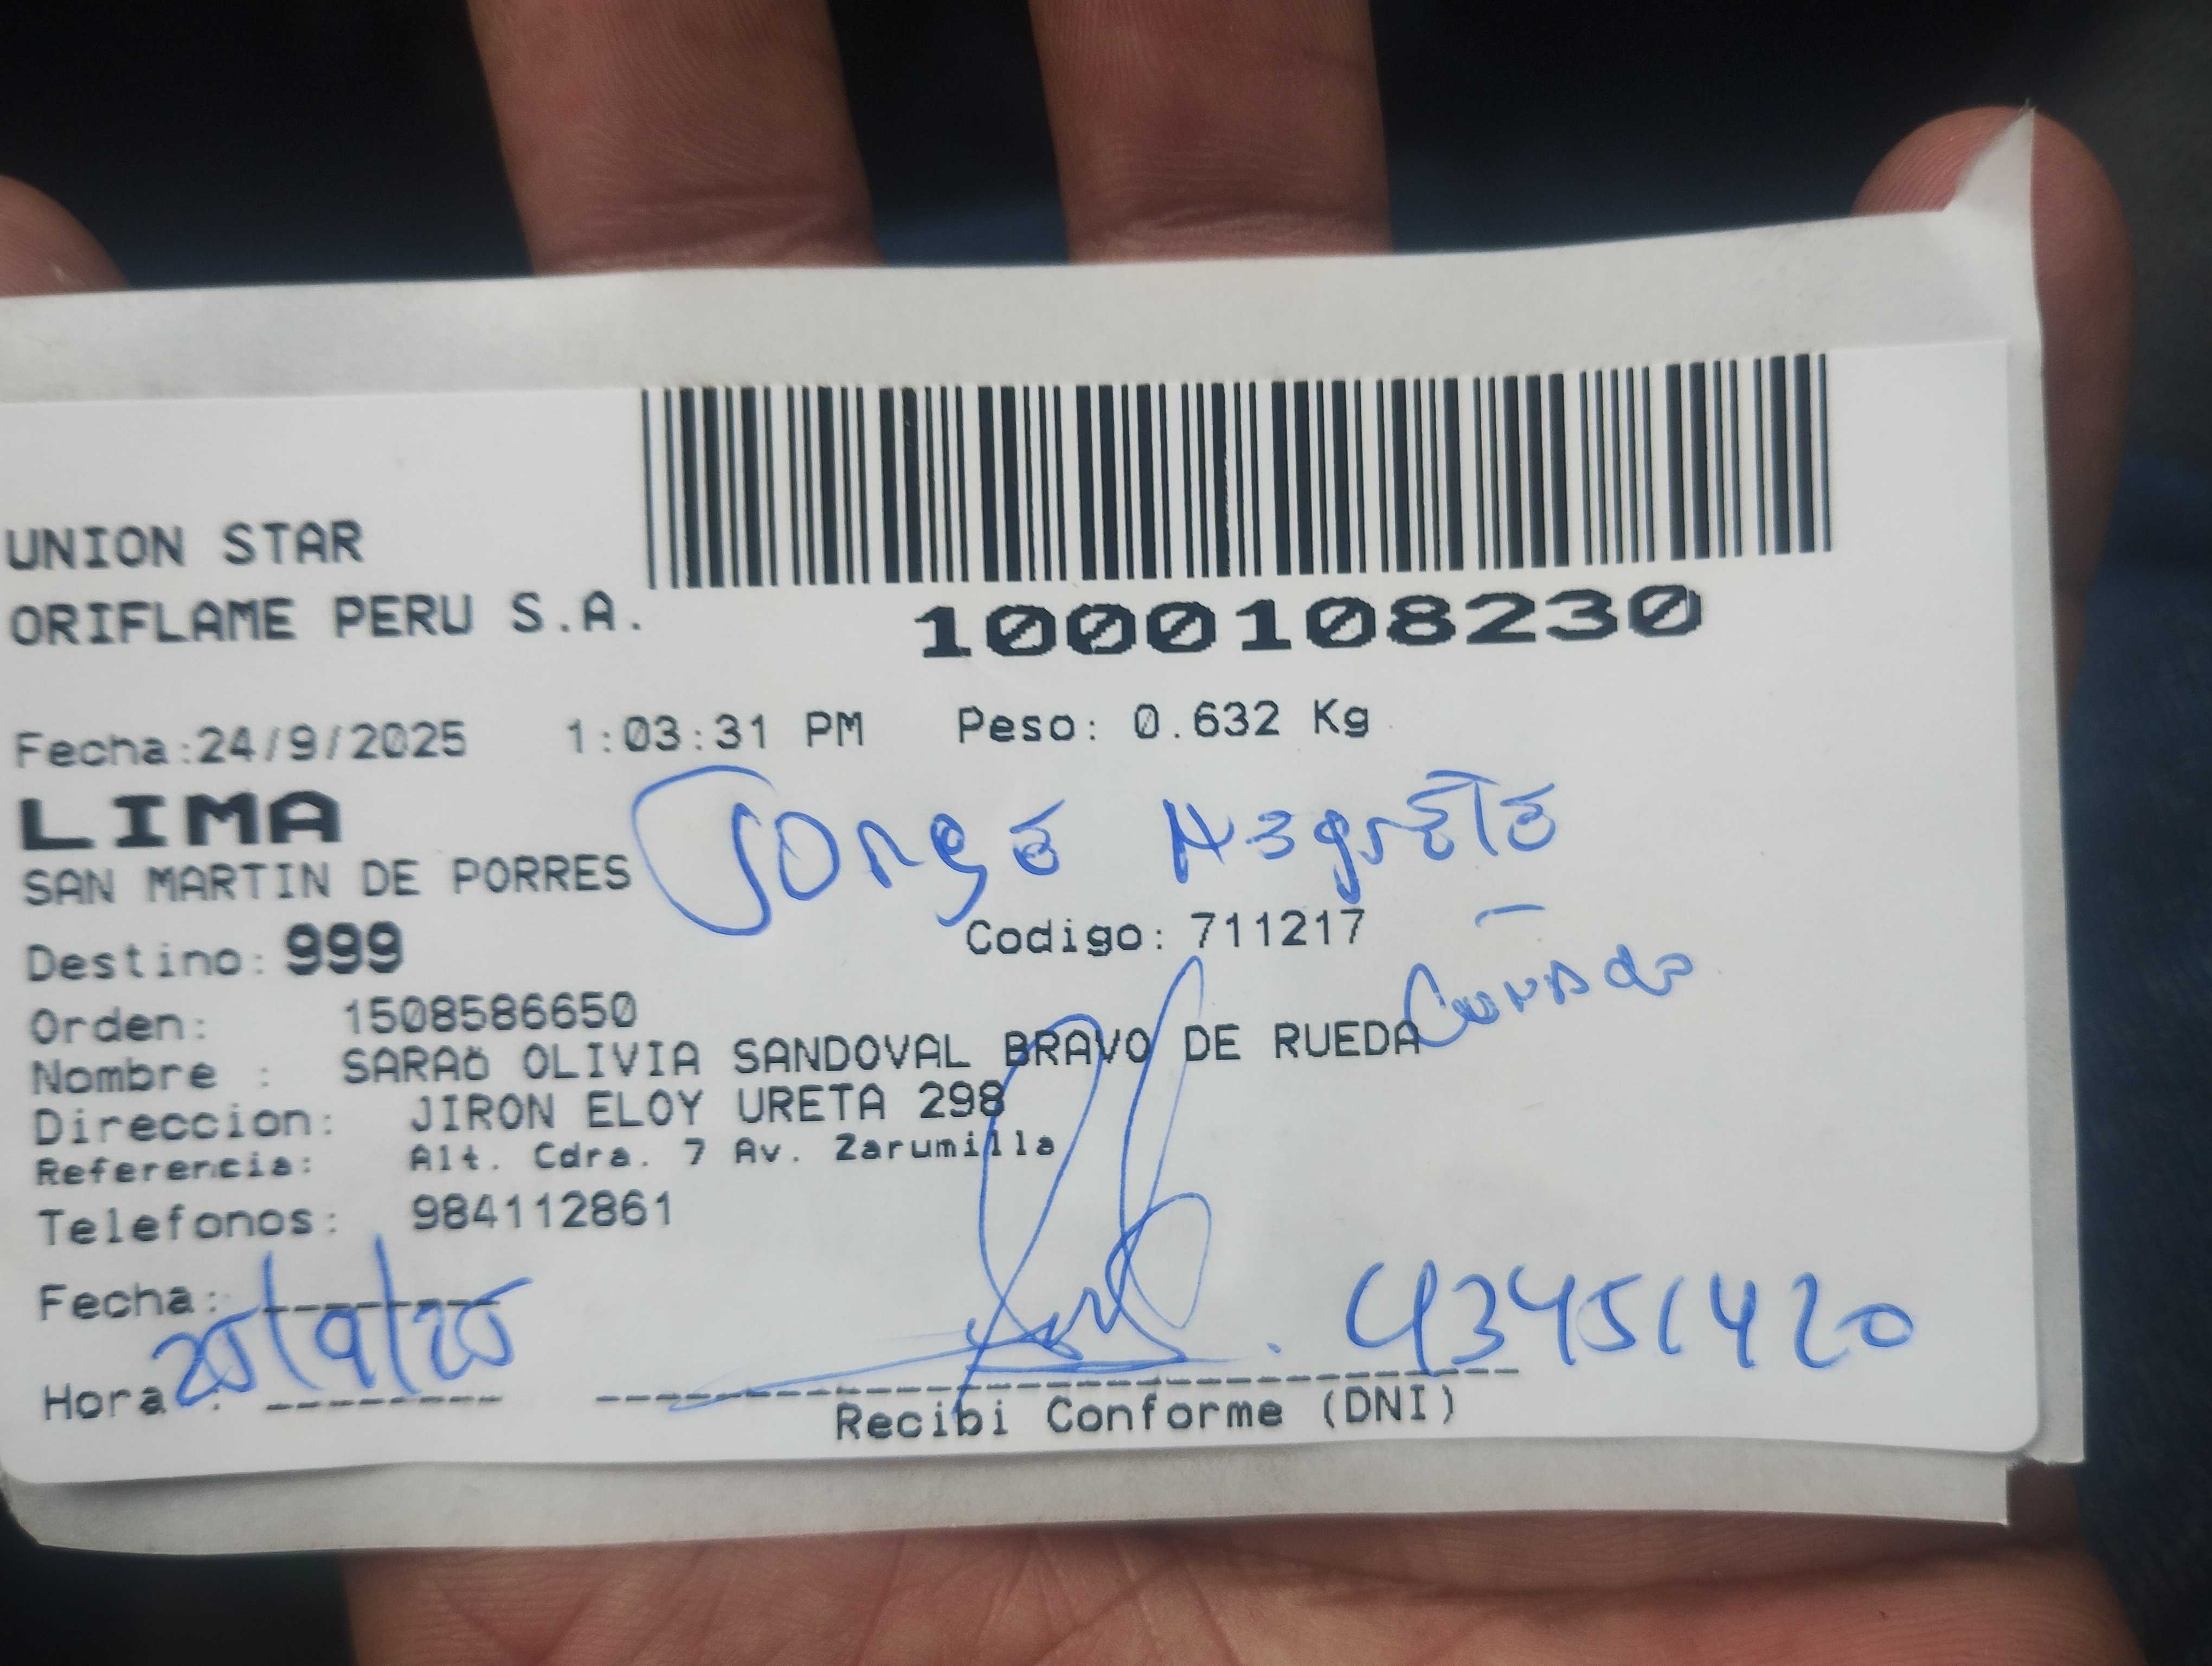 UNION STAR
ORIFLAME PERU S.A.
1000108230
Fecha:24/9/2025 1:03:31 PM Peso: 0.632 Kg
LIMA
Jorge Negrete
SAN MARTIN DE PORRES
Codigo: 711217
Destino: 999
Cuñado
Orden: 1508586650
Nombre : SARAÖ OLIVIA SANDOVAL BRAVO DE RUEDA
Direccion: JIRON ELOY URETA 298
Referencia: Alt. Cdra. 7 Av. Zarumilla
Telefonos: 984112861
Fecha: 25/9/25
43451420
Hora :
Recibi Conforme (DNI)